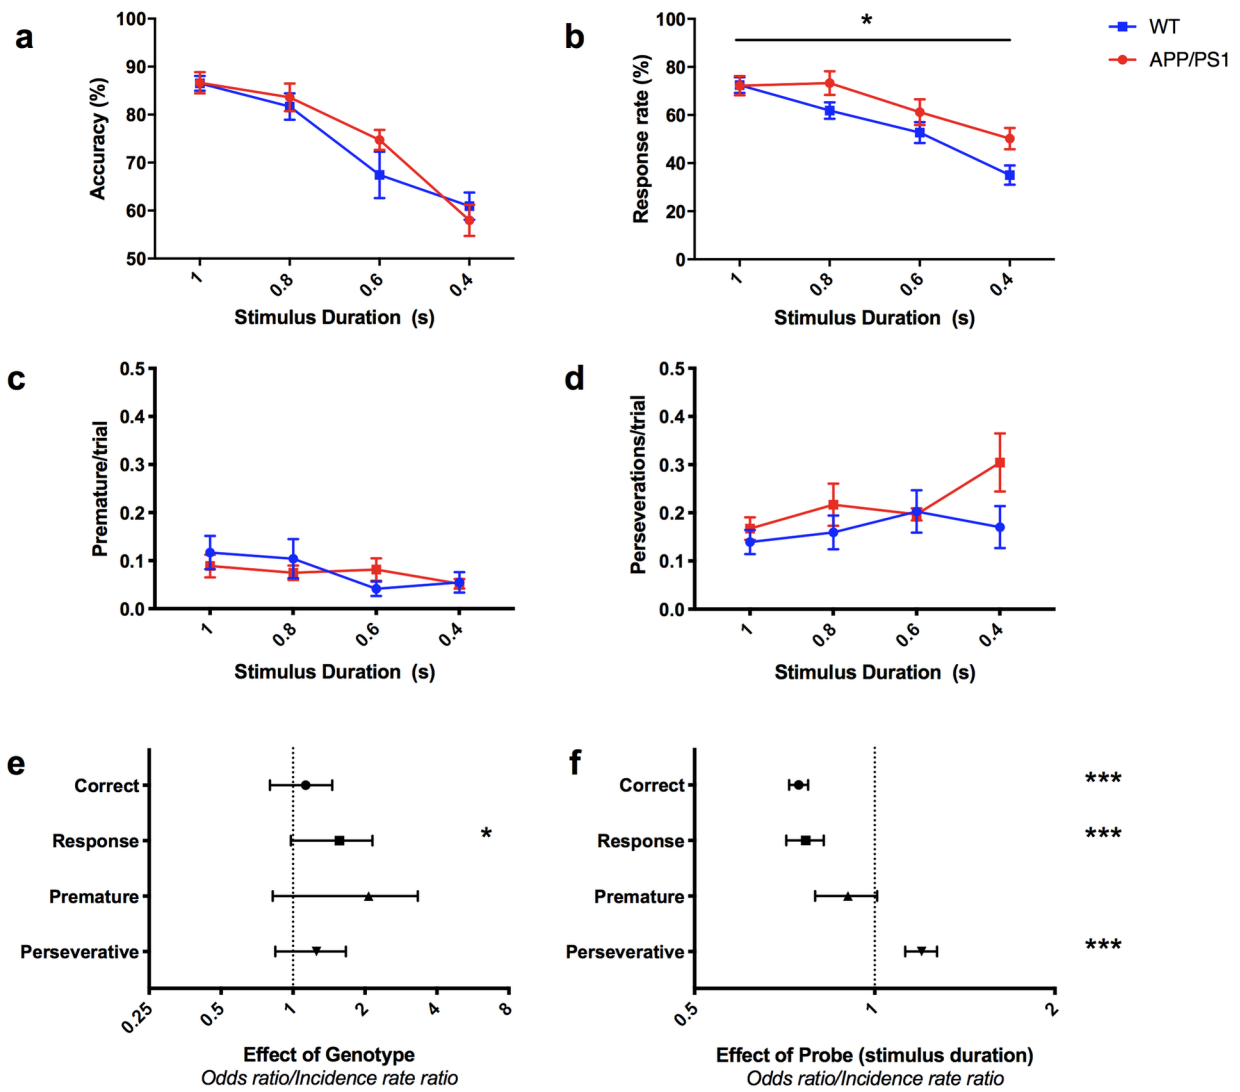 a
100
90
80
70
60
50
Accuracy (%)
1
0.8
0.6
0.4
Stimulus Duration (s)
b
*
100
80
60
40
20
0
Response rate (%)
1
0.8
0.6
0.4
Stimulus Duration (s)
WT
APP/PS1
c
0.5
0.4
0.3
0.2
0.1
0.0
Premature/trial
1
0.8
0.6
0.4
Stimulus Duration (s)
d
0.5
0.4
0.3
0.2
0.1
0.0
Perseverations/trial
1
0.8
0.6
0.4
Stimulus Duration (s)
e
Correct
Response *
Premature
Perseverative
0.25
0.5
1
2
4
8
Effect of Genotype
Odds ratio/Incidence rate ratio
f
Correct ***
Response ***
Premature
Perseverative ***
0.5
1
2
Effect of Probe (stimulus duration)
Odds ratio/Incidence rate ratio